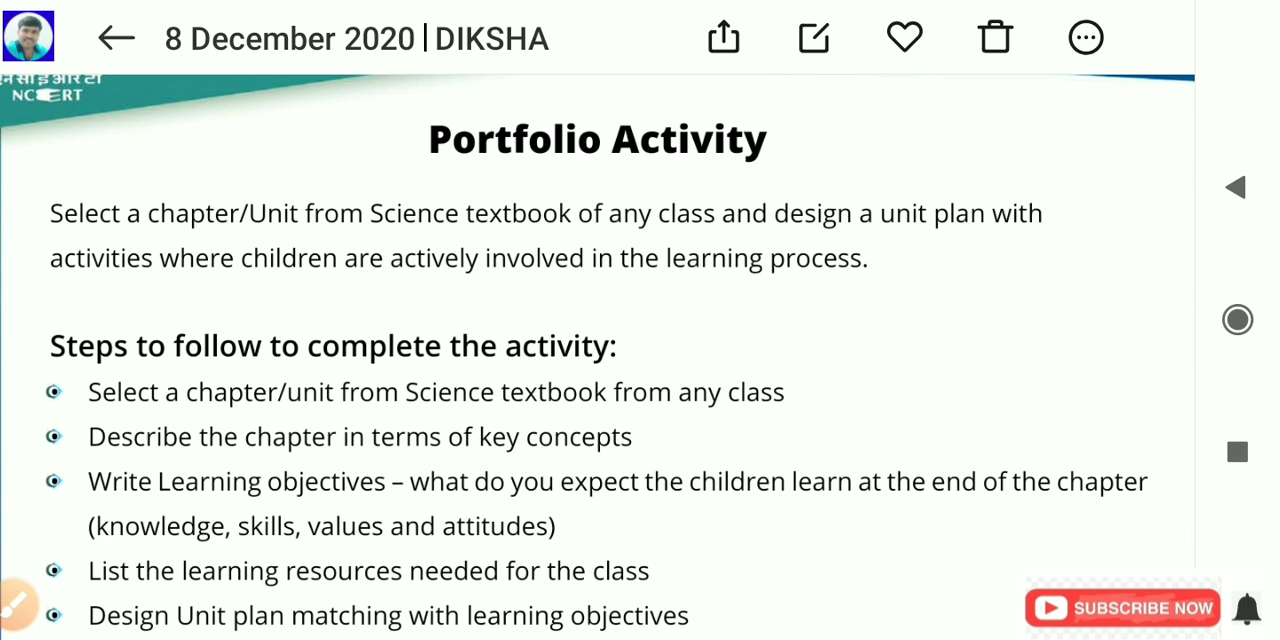 8 December 2020 | DIKSHA
एन सी ई आर टी
NCERT
Portfolio Activity
Select a chapter/Unit from Science textbook of any class and design a unit plan with
activities where children are actively involved in the learning process.
Steps to follow to complete the activity:
Select a chapter/unit from Science textbook from any class
Describe the chapter in terms of key concepts
Write Learning objectives – what do you expect the children learn at the end of the chapter
(knowledge, skills, values and attitudes)
List the learning resources needed for the class
Design Unit plan matching with learning objectives
SUBSCRIBE NOW